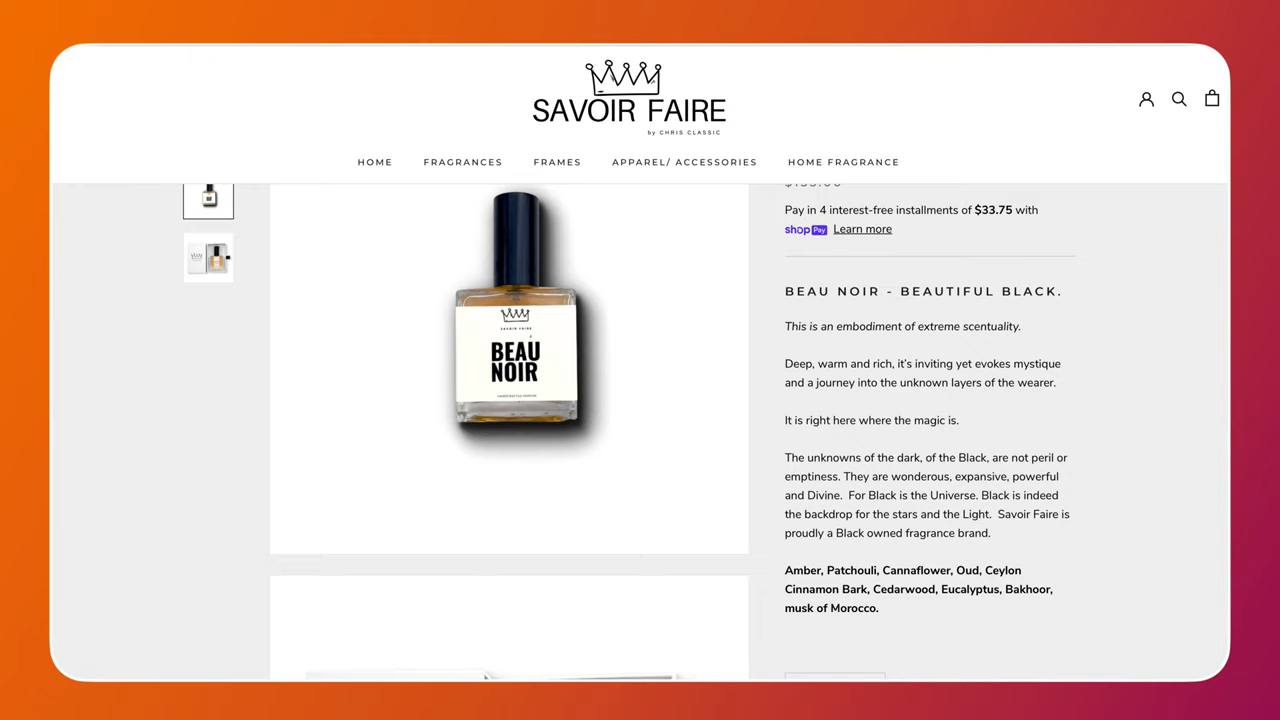 SAVOIR FAIRE
by CHRIS CLASSIC
HOME
FRAGRANCES
FRAMES
APPAREL/ ACCESSORIES
HOME FRAGRANCE
Pay in 4 interest-free installments of $33.75 with
shop Pay Learn more
BEAU NOIR - BEAUTIFUL BLACK.
This is an embodiment of extreme scentuality.
Deep, warm and rich, it's inviting yet evokes mystique
and a journey into the unknown layers of the wearer.
It is right here where the magic is.
The unknowns of the dark, of the Black, are not peril or
emptiness. They are wonderous, expansive, powerful
and Divine.  For Black is the Universe. Black is indeed
the backdrop for the stars and the Light.  Savoir Faire is
proudly a Black owned fragrance brand.
Amber, Patchouli, Cannaflower, Oud, Ceylon
Cinnamon Bark, Cedarwood, Eucalyptus, Bakhoor,
musk of Morocco.
SAVOIR FAIRE
BEAU
NOIR